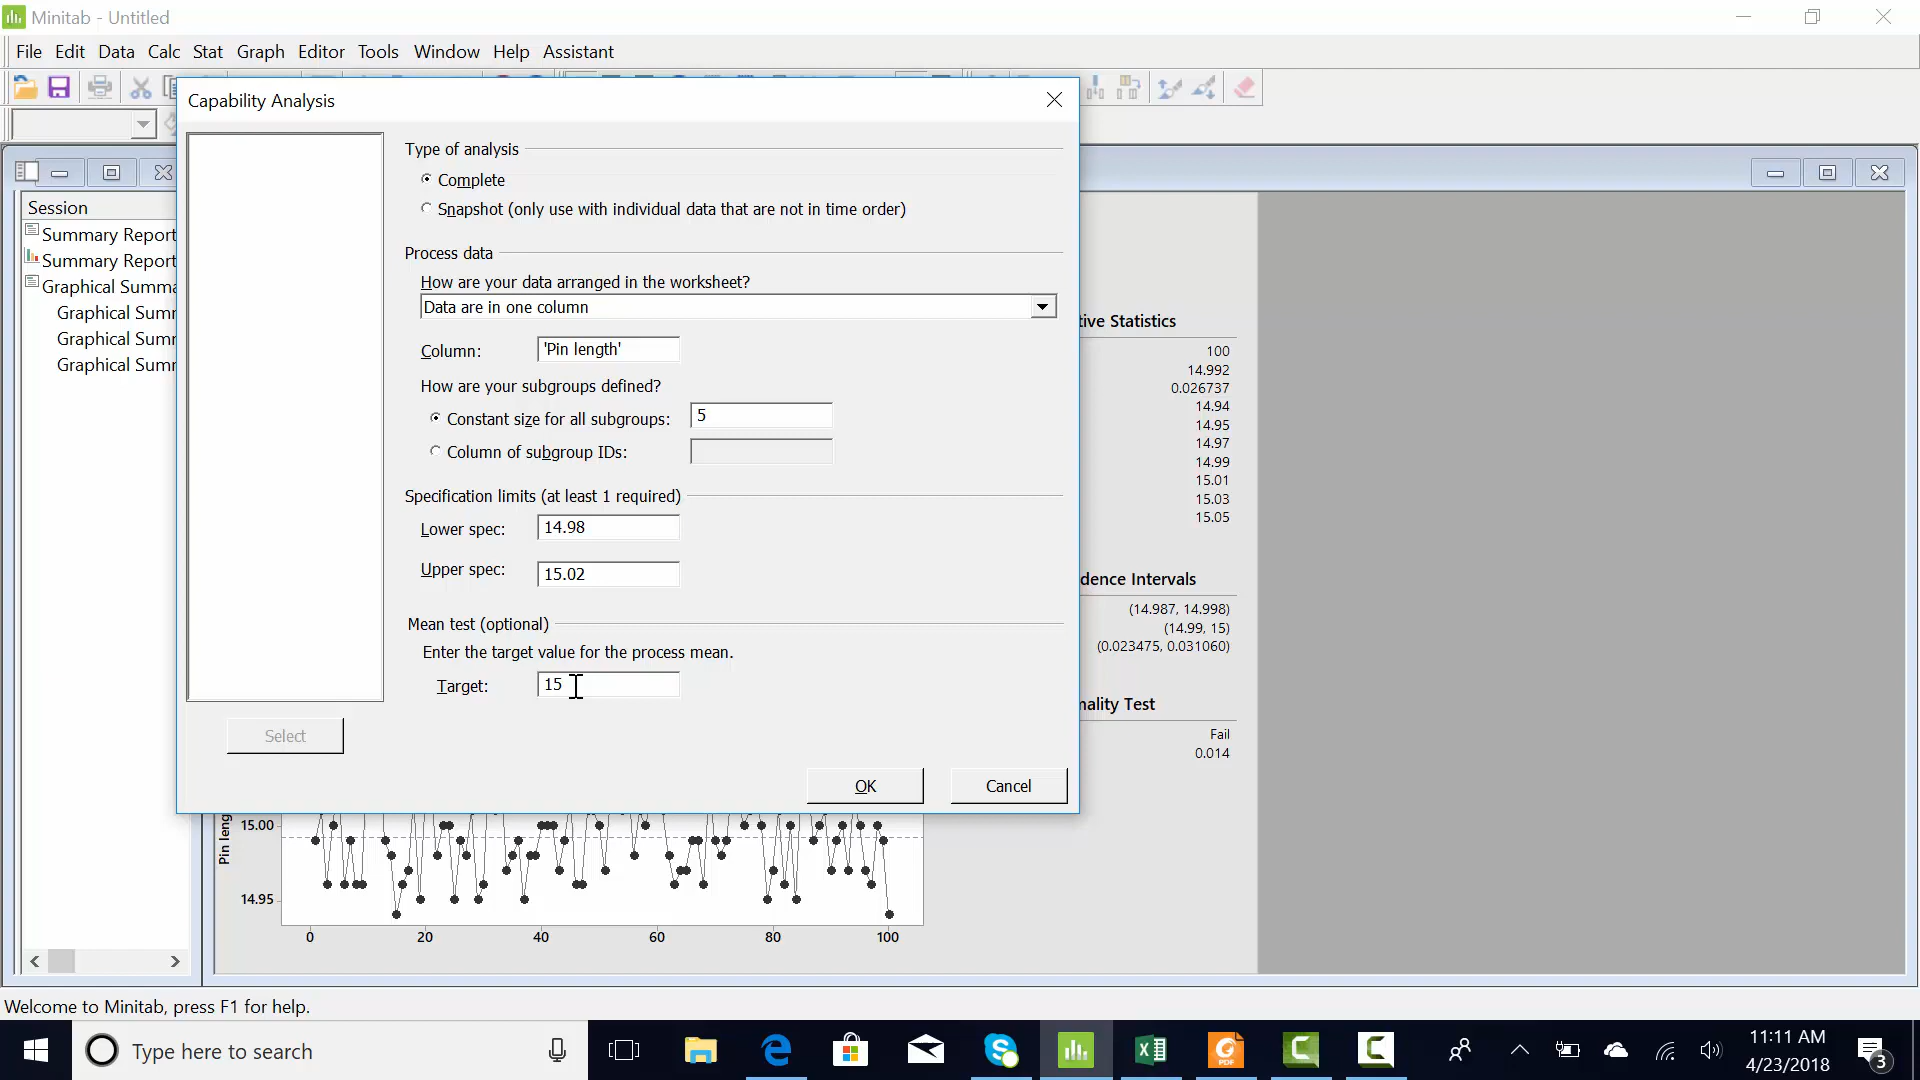 Minitab - Untitled
File Edit Data Calc Stat Graph Editor Tools Window Help Assistant
Capability Analysis
Session
Summary Report
Summary Report
Graphical Summa
Graphical Sumr
Graphical Sumr
Graphical Sumr
Type of analysis
Complete
Snapshot (only use with individual data that are not in time order)
Process data
How are your data arranged in the worksheet?
Data are in one column
Column: 'Pin length'
How are your subgroups defined?
Constant size for all subgroups: 5
Column of subgroup IDs:
Specification limits (at least 1 required)
Lower spec: 14.98
Upper spec: 15.02
Mean test (optional)
Enter the target value for the process mean.
Target: 15
Select
OK Cancel
tive Statistics
100
14.992
0.026737
14.94
14.95
14.97
14.99
15.01
15.03
15.05
dence Intervals
(14.987, 14.998)
(14.99, 15)
(0.023475, 0.031060)
mality Test
Fail
0.014
Pin leng
15.00
14.95
0 20 40 60 80 100
Welcome to Minitab, press F1 for help.
Type here to search
PDF
11:11 AM
4/23/2018
3